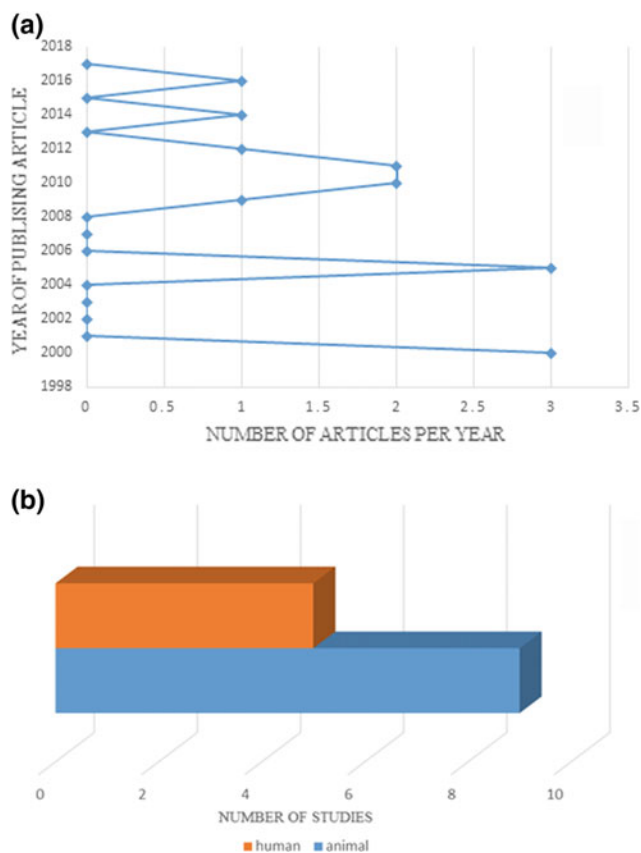 (a)
YEAR OF PUBLISING ARTICLE
2018
2016
2014
2012
2010
2008
2006
2004
2002
2000
1998
0 0.5 1 1.5 2 2.5 3 3.5
NUMBER OF ARTICLES PER YEAR
(b)
0 2 4 6 8 10
NUMBER OF STUDIES
human animal